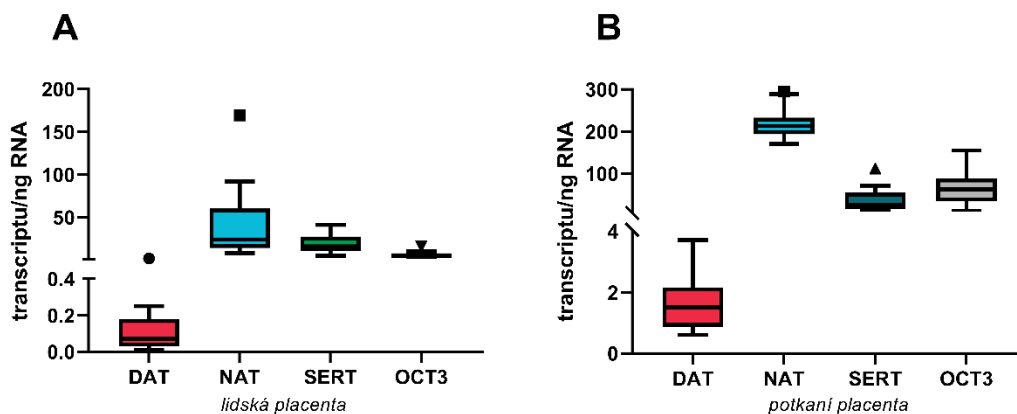 A
transcriptu/ng RNA
200
150
100
50
0.4
0.2
0.0
DAT NAT SERT OCT3
lidská placenta
B
transcriptu/ng RNA
300
200
100
4
2
0
DAT NAT SERT OCT3
potkaní placenta